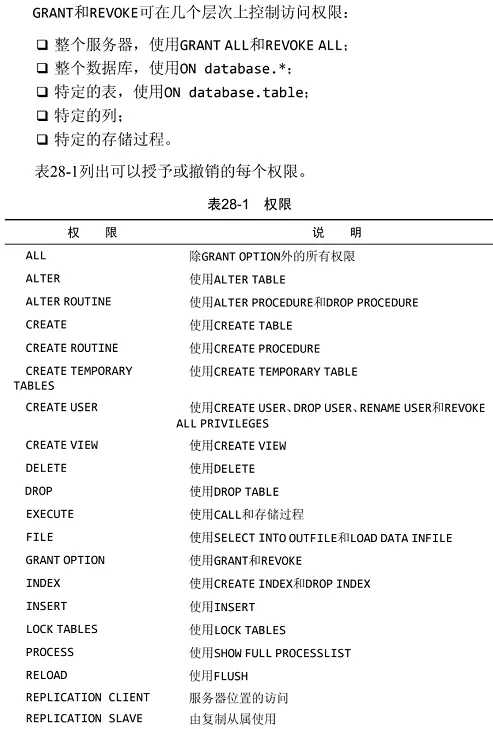 GRANT和REVOKE可在几个层次上控制访问权限：
❑ 整个服务器，使用GRANT ALL和REVOKE ALL；
❑ 整个数据库，使用ON database.*；
❑ 特定的表，使用ON database.table；
❑ 特定的列；
❑ 特定的存储过程。
表28-1列出可以授予或撤销的每个权限。
表28-1 权限
权 限 说 明
ALL 除GRANT OPTION外的所有权限
ALTER 使用ALTER TABLE
ALTER ROUTINE 使用ALTER PROCEDURE和DROP PROCEDURE
CREATE 使用CREATE TABLE
CREATE ROUTINE 使用CREATE PROCEDURE
CREATE TEMPORARY 使用CREATE TEMPORARY TABLE
TABLES
CREATE USER 使用CREATE USER、DROP USER、RENAME USER和REVOKE
ALL PRIVILEGES
CREATE VIEW 使用CREATE VIEW
DELETE 使用DELETE
DROP 使用DROP TABLE
EXECUTE 使用CALL和存储过程
FILE 使用SELECT INTO OUTFILE和LOAD DATA INFILE
GRANT OPTION 使用GRANT和REVOKE
INDEX 使用CREATE INDEX和DROP INDEX
INSERT 使用INSERT
LOCK TABLES 使用LOCK TABLES
PROCESS 使用SHOW FULL PROCESSLIST
RELOAD 使用FLUSH
REPLICATION CLIENT 服务器位置的访问
REPLICATION SLAVE 由复制从属使用